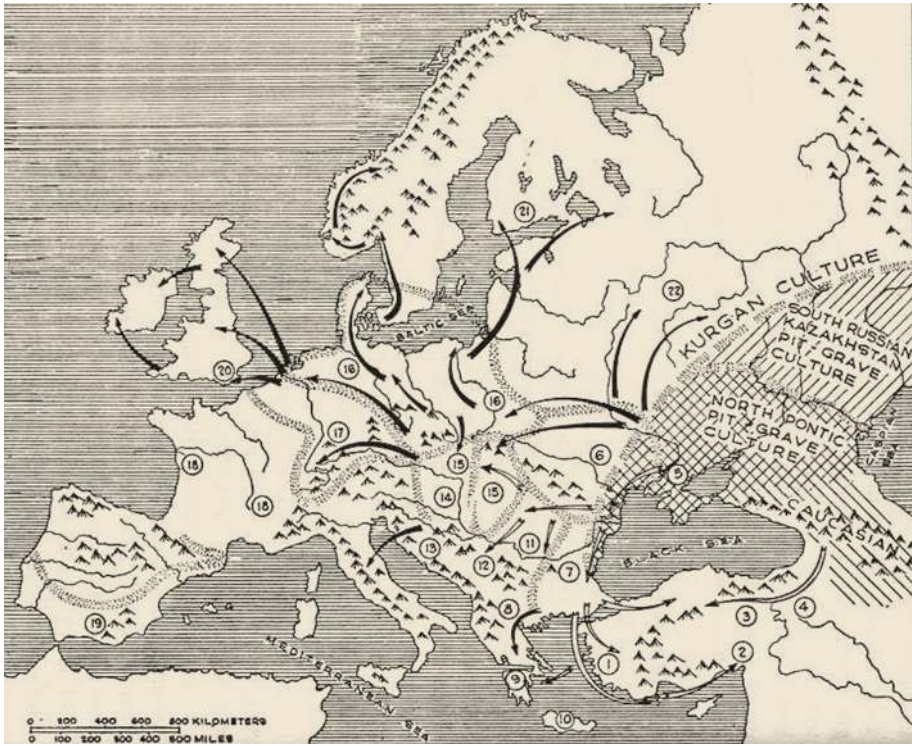 21
22
KURGAN CULTURE
BALTIC SEA
SOUTH RUSSIAN
KAZAKHSTAN
PIT-GRAVE
CULTURE
20
16
16
NORTH PONTIC
PIT-GRAVE
CULTURE
CASPIAN
SEA
17
18
15
6
5
18
14
15
CAUCASIAN
13
12
11
7
BLACK SEA
19
8
3
4
MEDITERRANEAN SEA
9
1
2
10
0 200 400 600 800 KILOMETERS
0 100 200 300 400 500 MILES